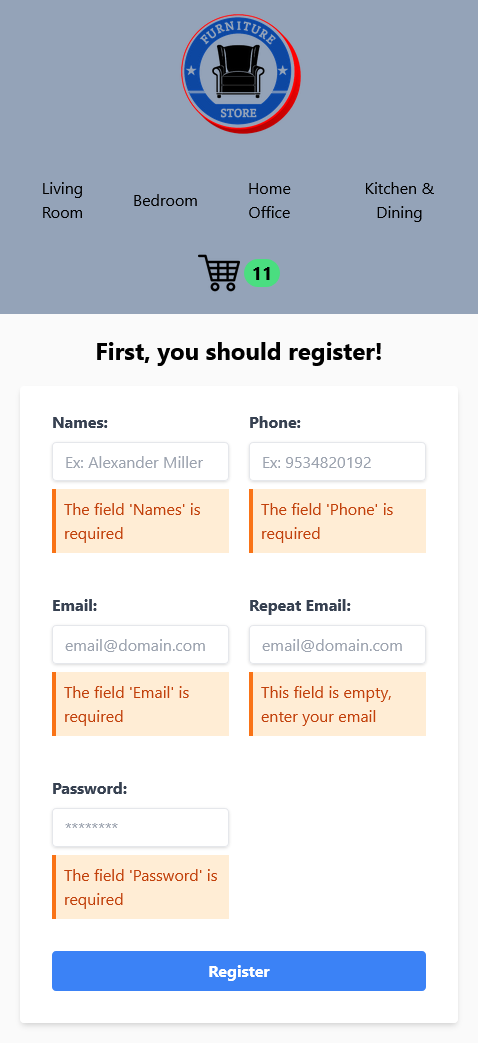 FURNITURE
STORE
Living
Room
Bedroom
Home
Office
Kitchen &
Dining
11
First, you should register!
Names:
Phone:
Ex: Alexander Miller
Ex: 9534820192
The field 'Names' is
required
The field 'Phone' is
required
Email:
Repeat Email:
email@domain.com
email@domain.com
The field 'Email' is
required
This field is empty,
enter your email
Password:
********
The field 'Password' is
required
Register